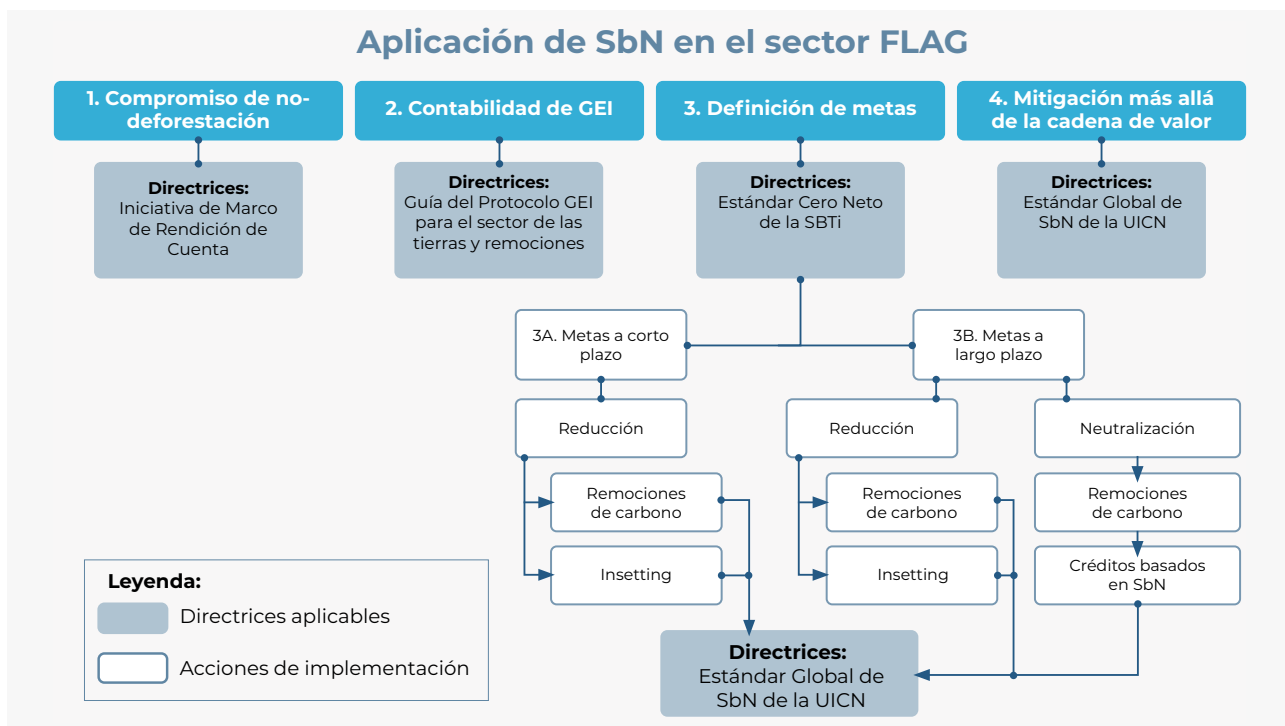 Aplicación de SbN en el sector FLAG
1. Compromiso de no-
deforestación
2. Contabilidad de GEI
3. Definición de metas
4. Mitigación más allá
de la cadena de valor
Directrices:
Iniciativa de Marco
de Rendición de
Cuenta
Directrices:
Guía del Protocolo GEI
para el sector de las
tierras y remociones
Directrices:
Estándar Cero Neto
de la SBTi
Directrices:
Estándar Global de
SbN de la UICN
3A. Metas a corto
plazo
3B. Metas a
largo plazo
Reducción
Reducción
Neutralización
Remociones
de carbono
Remociones
de carbono
Remociones
de carbono
Insetting
Insetting
Créditos basados
en SbN
Directrices:
Estándar Global de
SbN de la UICN
Leyenda:
Directrices aplicables
Acciones de implementación